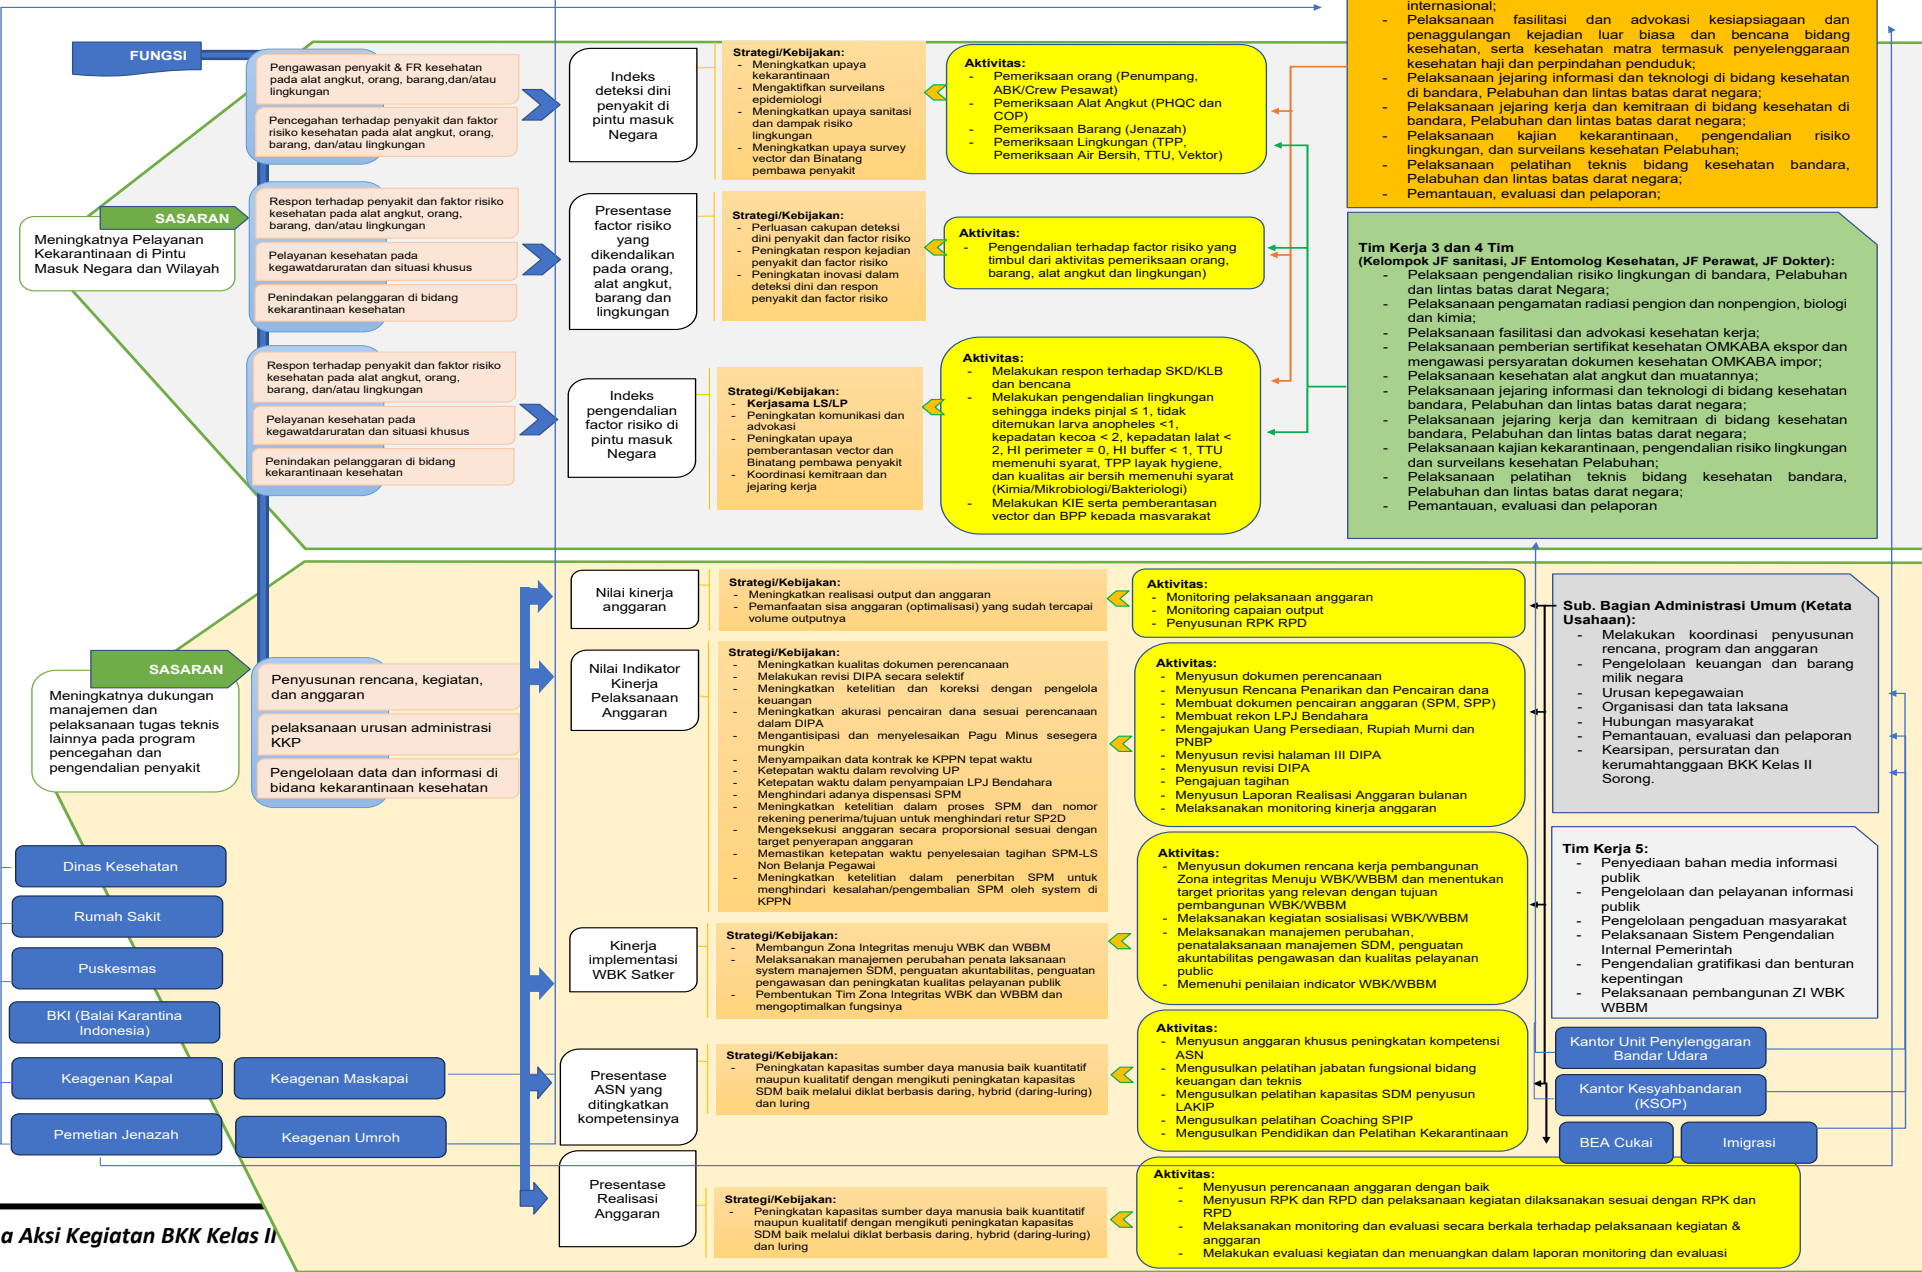 internasional;
- Pelaksanaan fasilitasi dan advokasi kesiapsiagaan dan
penaggulangan kejadian luar biasa dan bencana bidang
kesehatan, serta kesehatan matra termasuk penyelenggaraan
kesehatan haji dan perpindahan penduduk;
- Pelaksanaan jejaring informasi dan teknologi di bidang kesehatan
di bandara, Pelabuhan dan lintas batas darat negara;
- Pelaksanaan jejaring kerja dan kemitraan di bidang kesehatan di
bandara, Pelabuhan dan lintas batas darat negara;
- Pelaksanaan kajian kekarantinaan, pengendalian risiko
lingkungan, dan surveilans kesehatan Pelabuhan;
- Pelaksanaan pelatihan teknis bidang kesehatan bandara,
Pelabuhan dan lintas batas darat negara;
- Pemantauan, evaluasi dan pelaporan;
FUNGSI
Pengawasan penyakit & FR kesehatan
pada alat angkut, orang, barang,dan/atau
lingkungan
Pencegahan terhadap penyakit dan faktor
risiko kesehatan pada alat angkut, orang,
barang, dan/atau lingkungan
Indeks
deteksi dini
penyakit di
pintu masuk
Negara
Strategi/Kebijakan:
- Meningkatkan upaya
kekarantinaan
- Mengaktifkan surveilans
epidemiologi
- Meningkatkan upaya sanitasi
dan dampak risiko
lingkungan
- Meningkatkan upaya survey
vector dan Binatang
pembawa penyakit
Aktivitas:
- Pemeriksaan orang (Penumpang,
ABK/Crew Pesawat)
- Pemeriksaan Alat Angkut (PHQC dan
COP)
- Pemeriksaan Barang (Jenazah)
- Pemeriksaan Lingkungan (TPP,
Pemeriksaan Air Bersih, TTU, Vektor)
SASARAN
Meningkatnya Pelayanan
Kekarantinaan di Pintu
Masuk Negara dan Wilayah
Respon terhadap penyakit dan faktor risiko
kesehatan pada alat angkut, orang,
barang, dan/atau lingkungan
Pelayanan kesehatan pada
kegawatdaruratan dan situasi khusus
Penindakan pelanggaran di bidang
kekarantinaan kesehatan
Presentase
factor risiko
yang
dikendalikan
pada orang,
alat angkut,
barang dan
lingkungan
Strategi/Kebijakan:
- Perluasan cakupan deteksi
dini penyakit dan factor risiko
- Peningkatan respon kejadian
penyakit dan factor risiko
- Peningkatan inovasi dalam
deteksi dini dan respon
penyakit dan factor risiko
Aktivitas:
- Pengendalian terhadap factor risiko yang
timbul dari aktivitas pemeriksaan orang,
barang, alat angkut dan lingkungan)
Tim Kerja 3 dan 4 Tim
(Kelompok JF sanitasi, JF Entomolog Kesehatan, JF Perawat, JF Dokter):
- Pelaksaan pengendalian risiko lingkungan di bandara, Pelabuhan
dan lintas batas darat Negara;
- Pelaksanaan pengamatan radiasi pengion dan nonpengion, biologi
dan kimia;
- Pelaksanaan fasilitasi dan advokasi kesehatan kerja;
- Pelaksanaan pemberian sertifikat kesehatan OMKABA ekspor dan
mengawasi persyaratan dokumen kesehatan OMKABA impor;
- Pelaksanaan kesehatan alat angkut dan muatannya;
- Pelaksanaan jejaring informasi dan teknologi di bidang kesehatan
bandara, Pelabuhan dan lintas batas darat negara;
- Pelaksanaan jejaring kerja dan kemitraan di bidang kesehatan
bandara, Pelabuhan dan lintas batas darat negara;
- Pelaksanaan kajian kekarantinaan, pengendalian risiko lingkungan
dan surveilans kesehatan Pelabuhan;
- Pelaksanaan pelatihan teknis bidang kesehatan bandara,
Pelabuhan dan lintas batas darat negara;
- Pemantauan, evaluasi dan pelaporan
Respon terhadap penyakit dan faktor risiko
kesehatan pada alat angkut, orang,
barang, dan/atau lingkungan
Pelayanan kesehatan pada
kegawatdaruratan dan situasi khusus
Penindakan pelanggaran di bidang
kekarantinaan kesehatan
Indeks
pengendalian
factor risiko di
pintu masuk
Negara
Strategi/Kebijakan:
- Kerjasama LS/LP
- Peningkatan komunikasi dan
advokasi
- Peningkatan upaya
pemberantasan vector dan
Binatang pembawa penyakit
- Koordinasi kemitraan dan
jejaring kerja
Aktivitas:
- Melakukan respon terhadap SKD/KLB
dan bencana
- Melakukan pengendalian lingkungan
sehingga indeks pinjal ≤ 1, tidak
ditemukan larva anopheles <1,
kepadatan kecoa < 2, kepadatan lalat <
2, HI perimeter = 0, HI buffer < 1, TTU
memenuhi syarat, TPP layak hygiene,
dan kualitas air bersih memenuhi syarat
(Kimia/Mikrobiologi/Bakteriologi)
- Melakukan KIE serta pemberantasan
vector dan BPP kepada masyarakat
SASARAN
Meningkatnya dukungan
manajemen dan
pelaksanaan tugas teknis
lainnya pada program
pencegahan dan
pengendalian penyakit
Penyusunan rencana, kegiatan,
dan anggaran
pelaksanaan urusan administrasi
KKP
Pengelolaan data dan informasi di
bidang kekarantinaan kesehatan
Nilai kinerja
anggaran
Strategi/Kebijakan:
- Meningkatkan realisasi output dan anggaran
- Pemanfaatan sisa anggaran (optimalisasi) yang sudah tercapai
volume outputnya
Aktivitas:
- Monitoring pelaksanaan anggaran
- Monitoring capaian output
- Penyusunan RPK RPD
Nilai Indikator
Kinerja
Pelaksanaan
Anggaran
Strategi/Kebijakan:
- Meningkatkan kualitas dokumen perencanaan
- Melakukan revisi DIPA secara selektif
- Meningkatkan ketelitian dan koreksi dengan pengelola
keuangan
- Meningkatkan akurasi pencairan dana sesuai perencanaan
dalam DIPA
- Mengantisipasi dan menyelesaikan Pagu Minus sesegera
mungkin
- Menyampaikan data kontrak ke KPPN tepat waktu
- Ketepatan waktu dalam revolving UP
- Ketepatan waktu dalam penyampaian LPJ Bendahara
- Menghindari adanya dispensasi SPM
- Meningkatkan ketelitian dalam proses SPM dan nomor
rekening penerima/tujuan untuk menghindari retur SP2D
- Mengeksekusi anggaran secara proporsional sesuai dengan
target penyerapan anggaran
- Memastikan ketepatan waktu penyelesaian tagihan SPM-LS
Non Belanja Pegawai
- Meningkatkan ketelitian dalam penerbitan SPM untuk
menghindari kesalahan/pengembalian SPM oleh system di
KPPN
Aktivitas:
- Menyusun dokumen perencanaan
- Menyusun Rencana Penarikan dan Pencairan dana
- Membuat dokumen pencairan anggaran (SPM, SPP)
- Membuat rekon LPJ Bendahara
- Mengajukan Uang Persediaan, Rupiah Murni dan
PNBP
- Menyusun revisi halaman III DIPA
- Menyusun revisi DIPA
- Pengajuan tagihan
- Menyusun Laporan Realisasi Anggaran bulanan
- Melaksanakan monitoring kinerja anggaran
Sub. Bagian Administrasi Umum (Ketata
Usahaan):
- Melakukan koordinasi penyusunan
rencana, program dan anggaran
- Pengelolaan keuangan dan barang
milik negara
- Urusan kepegawaian
- Organisasi dan tata laksana
- Hubungan masyarakat
- Pemantauan, evaluasi dan pelaporan
- Kearsipan, persuratan dan
kerumahtanggaan BKK Kelas II
Sorong.
Kinerja
implementasi
WBK Satker
Strategi/Kebijakan:
- Membangun Zona Integritas menuju WBK dan WBBM
- Melaksanakan manajemen perubahan penata laksanaan
system manajemen SDM, penguatan akuntabilitas, penguatan
pengawasan dan peningkatan kualitas pelayanan publik
- Pembentukan Tim Zona Integritas WBK dan WBBM dan
mengoptimalkan fungsinya
Aktivitas:
- Menyusun dokumen rencana kerja pembangunan
Zona integritas Menuju WBK/WBBM dan menentukan
target prioritas yang relevan dengan tujuan
pembangunan WBK/WBBM
- Melaksanakan kegiatan sosialisasi WBK/WBBM
- Melaksanakan manajemen perubahan,
penatalaksanaan manajemen SDM, penguatan
akuntabilitas pengawasan dan kualitas pelayanan
public
- Memenuhi penilaian indicator WBK/WBBM
Tim Kerja 5:
- Penyediaan bahan media informasi
publik
- Pengelolaan dan pelayanan informasi
publik
- Pengelolaan pengaduan masyarakat
- Pelaksanaan Sistem Pengendalian
Internal Pemerintah
- Pengendalian gratifikasi dan benturan
kepentingan
- Pelaksanaan pembangunan ZI WBK
WBBM
Dinas Kesehatan
Rumah Sakit
Puskesmas
BKI (Balai Karantina
Indonesia)
Keagenan Kapal
Keagenan Maskapai
Pemetian Jenazah
Keagenan Umroh
Presentase
ASN yang
ditingkatkan
kompetensinya
Strategi/Kebijakan:
- Peningkatan kapasitas sumber daya manusia baik kuantitatif
maupun kualitatif dengan mengikuti peningkatan kapasitas
SDM baik melalui diklat berbasis daring, hybrid (daring-luring)
dan luring
Aktivitas:
- Menyusun anggaran khusus peningkatan kompetensi
ASN
- Mengusulkan pelatihan jabatan fungsional bidang
keuangan dan teknis
- Mengusulkan pelatihan kapasitas SDM penyusun
LAKIP
- Mengusulkan pelatihan Coaching SPIP
- Mengusulkan Pendidikan dan Pelatihan Kekarantinaan
Kantor Unit Penylenggaran
Bandar Udara
Kantor Kesyahbandaran
(KSOP)
BEA Cukai
Imigrasi
Presentase
Realisasi
Anggaran
Strategi/Kebijakan:
- Peningkatan kapasitas sumber daya manusia baik kuantitatif
maupun kualitatif dengan mengikuti peningkatan kapasitas
SDM baik melalui diklat berbasis daring, hybrid (daring-luring)
dan luring
Aktivitas:
- Menyusun perencanaan anggaran dengan baik
- Menyusun RPK dan RPD dan pelaksanaan kegiatan dilaksanakan sesuai dengan RPK dan
RPD
- Melaksanakan monitoring dan evaluasi secara berkala terhadap pelaksanaan kegiatan &
anggaran
- Melakukan evaluasi kegiatan dan menuangkan dalam laporan monitoring dan evaluasi
a Aksi Kegiatan BKK Kelas II